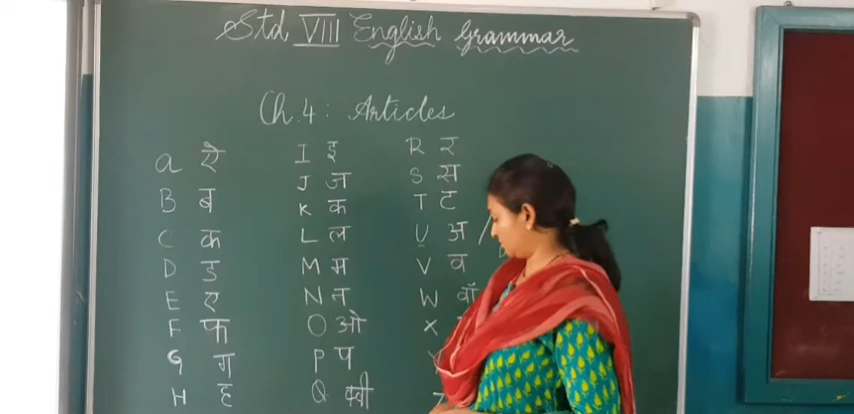 Std VIII English Grammar
Ch. 4: Articles
a ऐ I इ R र
B ब J ज S स
C क K क T ट
D ड L ल U अ /
E ए M म V व
F फ N न W वॉ
G ग O ओ X
H ह P प
Q क्वी